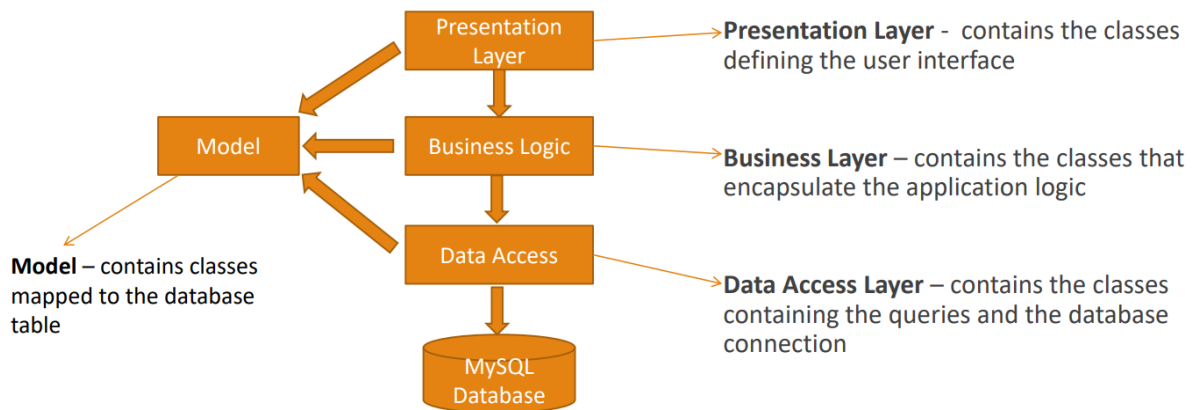 Presentation
Layer
Presentation Layer -  contains the classes
defining the user interface
Model
Business Logic
Business Layer – contains the classes that
encapsulate the application logic
Data Access
Model – contains classes
mapped to the database
table
Data Access Layer – contains the classes
containing the queries and the database
connection
MySQL
Database